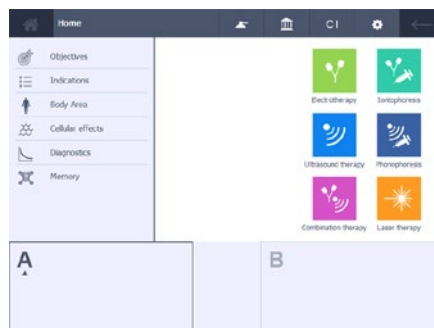 Home
CI
Objectives
Indications
Body Area
Cellular effects
Diagnostics
Memory
Electrotherapy
Iontophoresis
Ultrasound therapy
Phonophoresis
Combination therapy
Laser therapy
A
B